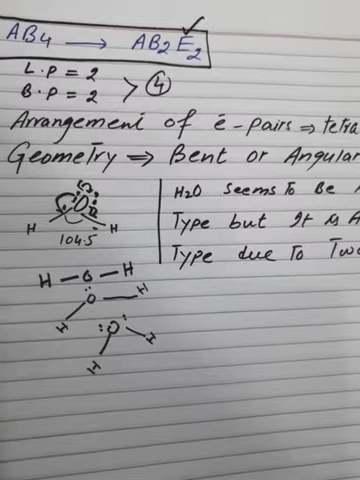 AB4 → AB2E2
L.P = 2
B.P = 2 > 4
Arrangement of e-pairs ⇒ tetra
Geometry ⇒ Bent or Angular
H H
104.5
H2O seems to be
Type but It is A
Type due to Two
H — O — H
O H
H
:O: H
H